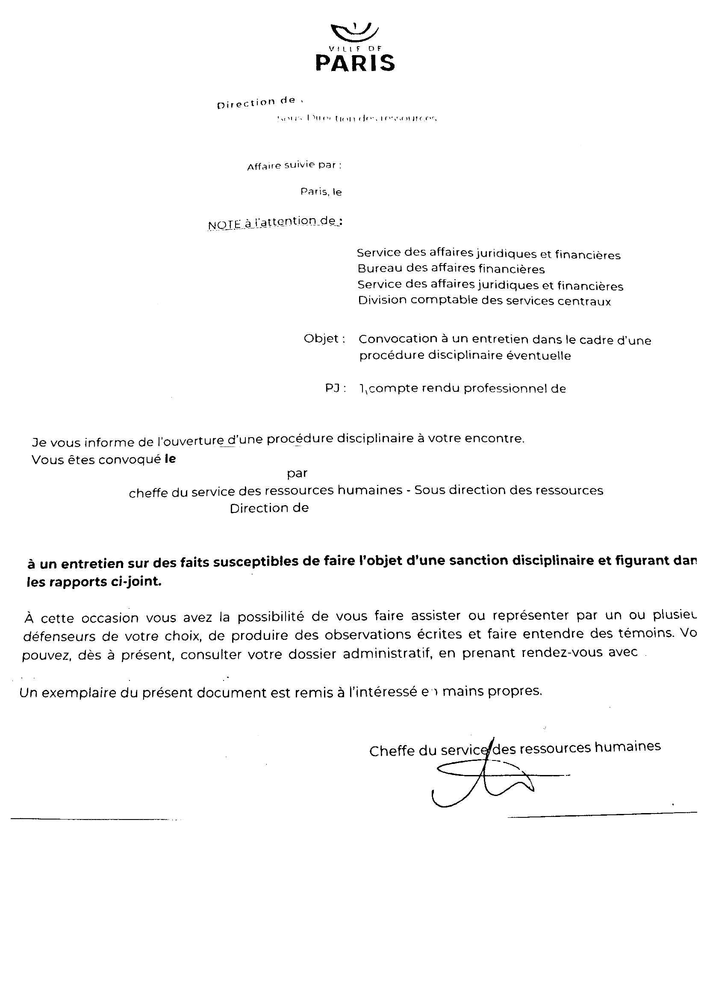 VILLE DE
PARIS
Direction de
Sous Direction des ressources
Affaire suivie par :
Paris, le
NOTE à l'attention de :
Service des affaires juridiques et financières
Bureau des affaires financières
Service des affaires juridiques et financières
Division comptable des services centraux
Objet : Convocation à un entretien dans le cadre d'une
procédure disciplinaire éventuelle
PJ : 1 compte rendu professionnel de
Je vous informe de l'ouverture d'une procédure disciplinaire à votre encontre.
Vous êtes convoqué le
par
cheffe du service des ressources humaines - Sous direction des ressources
Direction de
à un entretien sur des faits susceptibles de faire l'objet d'une sanction disciplinaire et figurant dan
les rapports ci-joint.
À cette occasion vous avez la possibilité de vous faire assister ou représenter par un ou plusieu
défenseurs de votre choix, de produire des observations écrites et faire entendre des témoins. Vo
pouvez, dès à présent, consulter votre dossier administratif, en prenant rendez-vous avec
Un exemplaire du présent document est remis à l'intéressé en mains propres.
Cheffe du service des ressources humaines